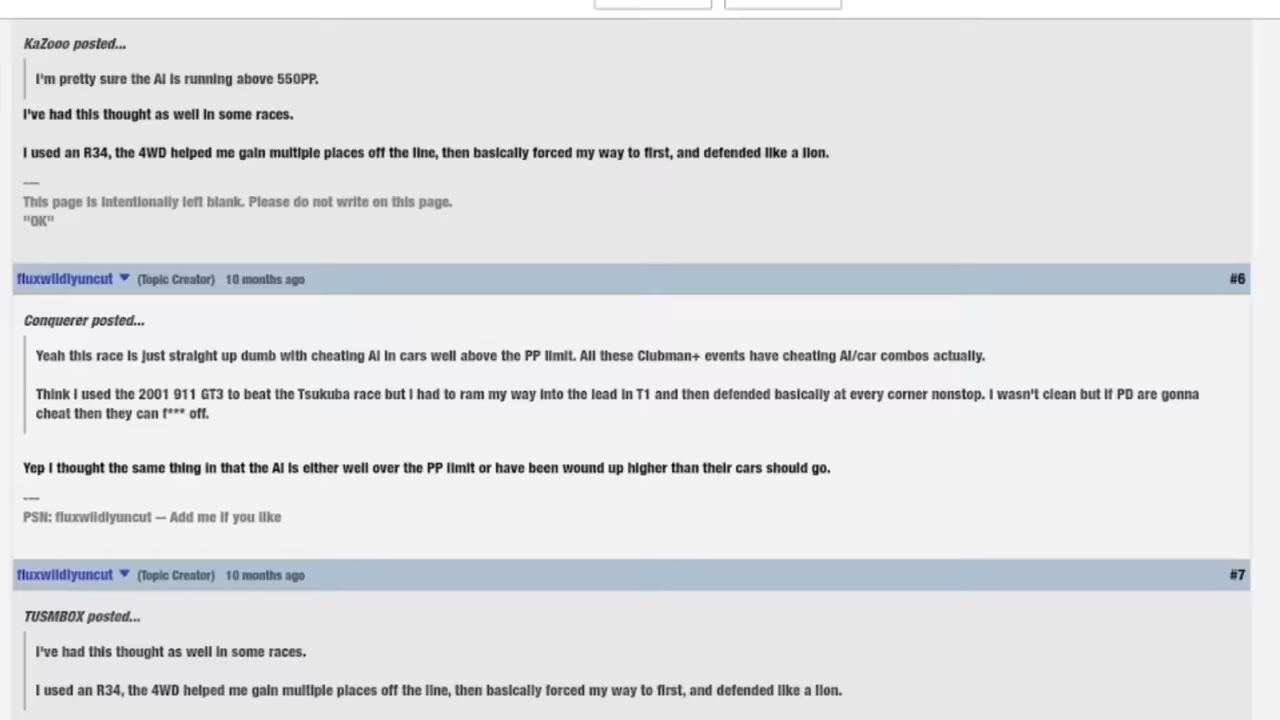 KaZooo posted...
I'm pretty sure the AI is running above 550PP.
I've had this thought as well in some races.
I used an R34, the 4WD helped me gain multiple places off the line, then basically forced my way to first, and defended like a lion.
---
This page is intentionally left blank. Please do not write on this page.
"OK"
fluxwildlyuncut (Topic Creator) 10 months ago #6
Conquerer posted...
Yeah this race is just straight up dumb with cheating AI in cars well above the PP limit. All these Clubman+ events have cheating AI/car combos actually.
Think I used the 2001 911 GT3 to beat the Tsukuba race but I had to ram my way into the lead in T1 and then defended basically at every corner nonstop. I wasn't clean but if PD are gonna
cheat then they can f*** off.
Yep I thought the same thing in that the AI is either well over the PP limit or have been wound up higher than their cars should go.
---
PSN: fluxwildlyuncut -- Add me if you like
fluxwildlyuncut (Topic Creator) 10 months ago #7
TUSMBOX posted...
I've had this thought as well in some races.
I used an R34, the 4WD helped me gain multiple places off the line, then basically forced my way to first, and defended like a lion.